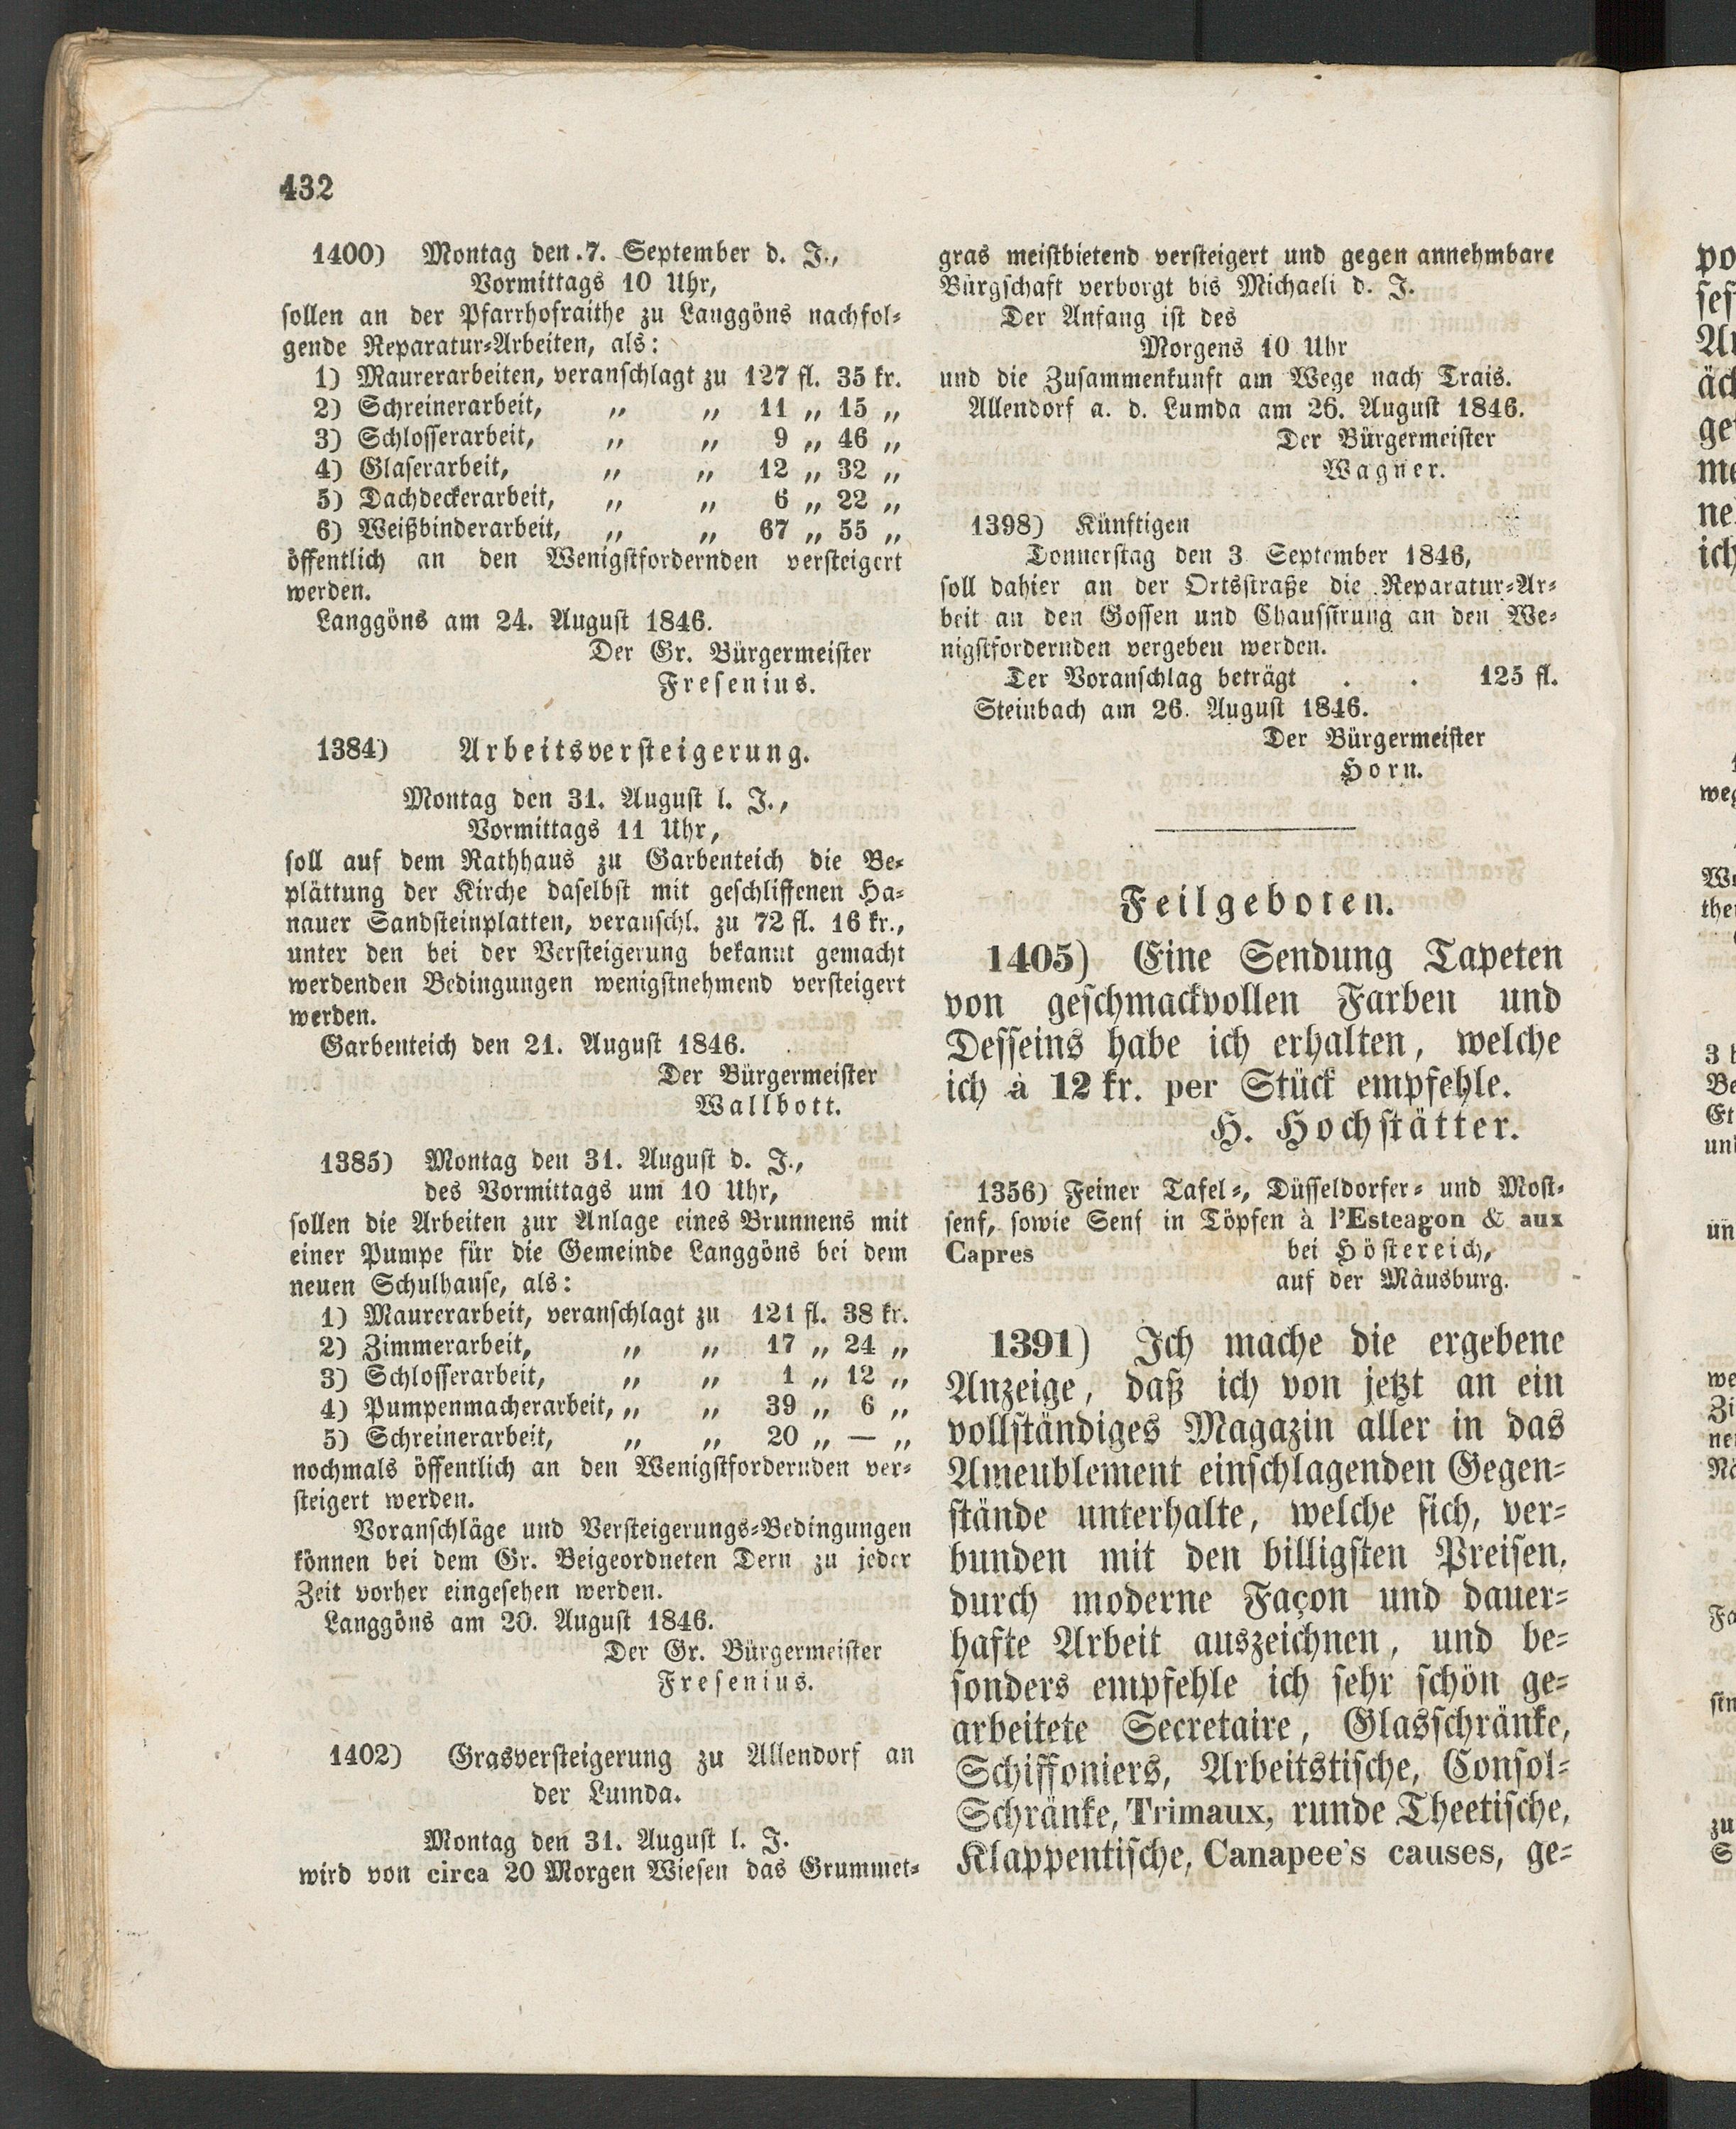 432
1400) Montag den 7. September d. J.,
Vormittags 10 Uhr,
sollen an der Pfarrhofraithe zu Langgöns nachfol-
gende Reparatur-Arbeiten, als:
1) Maurerarbeiten, veranschlagt zu 127 fl. 35 kr.
2) Schreinerarbeit, „ „ 11 „ 15 „
3) Schlosserarbeit, „ „ 9 „ 46 „
4) Glaserarbeit, „ „ 12 „ 32 „
5) Dachdeckerarbeit, „ „ 6 „ 22 „
6) Weißbinderarbeit, „ „ 67 „ 55 „
öffentlich an den Wenigstfordernden versteigert
werden.
Langgöns am 24. August 1846.
Der Gr. Bürgermeister
Fresenius.
1384) Arbeitsversteigerung.
Montag den 31. August l. J.,
Vormittags 11 Uhr,
soll auf dem Rathhaus zu Garbenteich die Be-
plättung der Kirche daselbst mit geschliffenen Ha-
nauer Sandsteinplatten, veranschl. zu 72 fl. 16 kr.,
unter den bei der Versteigerung bekannt gemacht
werdenden Bedingungen wenigstnehmend versteigert
werden.
Garbenteich den 21. August 1846.
Der Bürgermeister
Wallbott.
1385) Montag den 31. August d. J.,
des Vormittags um 10 Uhr,
sollen die Arbeiten zur Anlage eines Brunnens mit
einer Pumpe für die Gemeinde Langgöns bei dem
neuen Schulhause, als:
1) Maurerarbeit, veranschlagt zu 121 fl. 38 kr.
2) Zimmerarbeit, „ „ 17 „ 24 „
3) Schlosserarbeit, „ „ 1 „ 12 „
4) Pumpenmacherarbeit, „ „ 39 „ 6 „
5) Schreinerarbeit, „ „ 20 „ — „
nochmals öffentlich an den Wenigstfordernden ver-
steigert werden.
Voranschläge und Versteigerungs-Bedingungen
können bei dem Gr. Beigeordneten Dern zu jeder
Zeit vorher eingesehen werden.
Langgöns am 20. August 1846.
Der Gr. Bürgermeister
Fresenius.
1402) Grasversteigerung zu Allendorf an
der Lumda.
Montag den 31. August l. J.
wird von circa 20 Morgen Wiesen das Grummet-
gras meistbietend versteigert und gegen annehmbare
Bürgschaft verborgt bis Michaeli d. J.
Der Anfang ist des
Morgens 10 Uhr
und die Zusammenkunft am Wege nach Trais.
Allendorf a. d. Lumda am 26. August 1846.
Der Bürgermeister
Wagner.
1398) Künftigen
Donnerstag den 3 September 1846,
soll dahier an der Ortsstraße die Reparatur-Ar-
beit an den Gossen und Chaussirung an den We-
nigstfordernden vergeben werden.
Der Voranschlag beträgt . . 125 fl.
Steinbach am 26. August 1846.
Der Bürgermeister
Horn.
Feilgeboten.
1405) Eine Sendung Tapeten
von geschmackvollen Farben und
Desseins habe ich erhalten, welche
ich à 12 kr. per Stück empfehle.
H. Hochstätter.
1356) Feiner Tafel-, Düsseldorfer- und Most-
senf, sowie Senf in Töpfen à l'Esteagon & aux
Capres bei Höstereich,
auf der Mäusburg.
1391) Ich mache die ergebene
Anzeige, daß ich von jetzt an ein
vollständiges Magazin aller in das
Ameublement einschlagenden Gegen-
stände unterhalte, welche sich, ver-
bunden mit den billigsten Preisen,
durch moderne Façon und dauer-
hafte Arbeit auszeichnen, und be-
sonders empfehle ich sehr schön ge-
arbeitete Secretaire, Glasschränke,
Schiffoniers, Arbeitstische, Consol-
Schränke, Trimaux, runde Theetische,
Klappentische, Canapee's causes, ge-